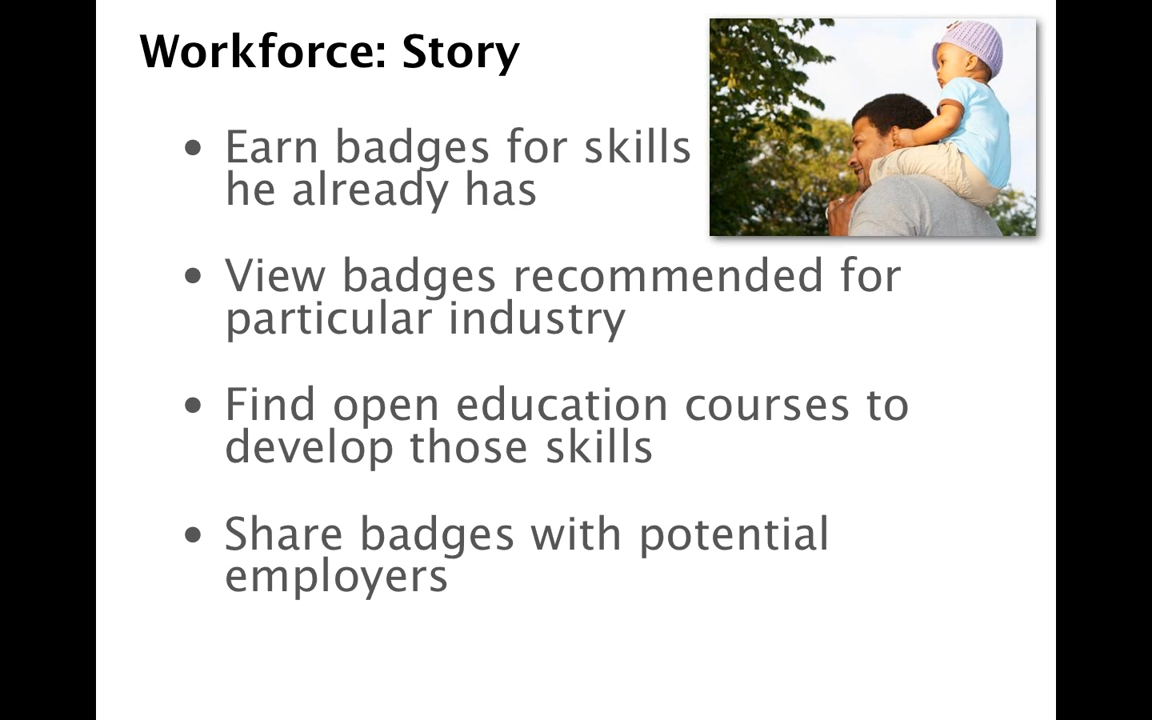 Workforce: Story
• Earn badges for skills
he already has
• View badges recommended for
particular industry
• Find open education courses to
develop those skills
• Share badges with potential
employers